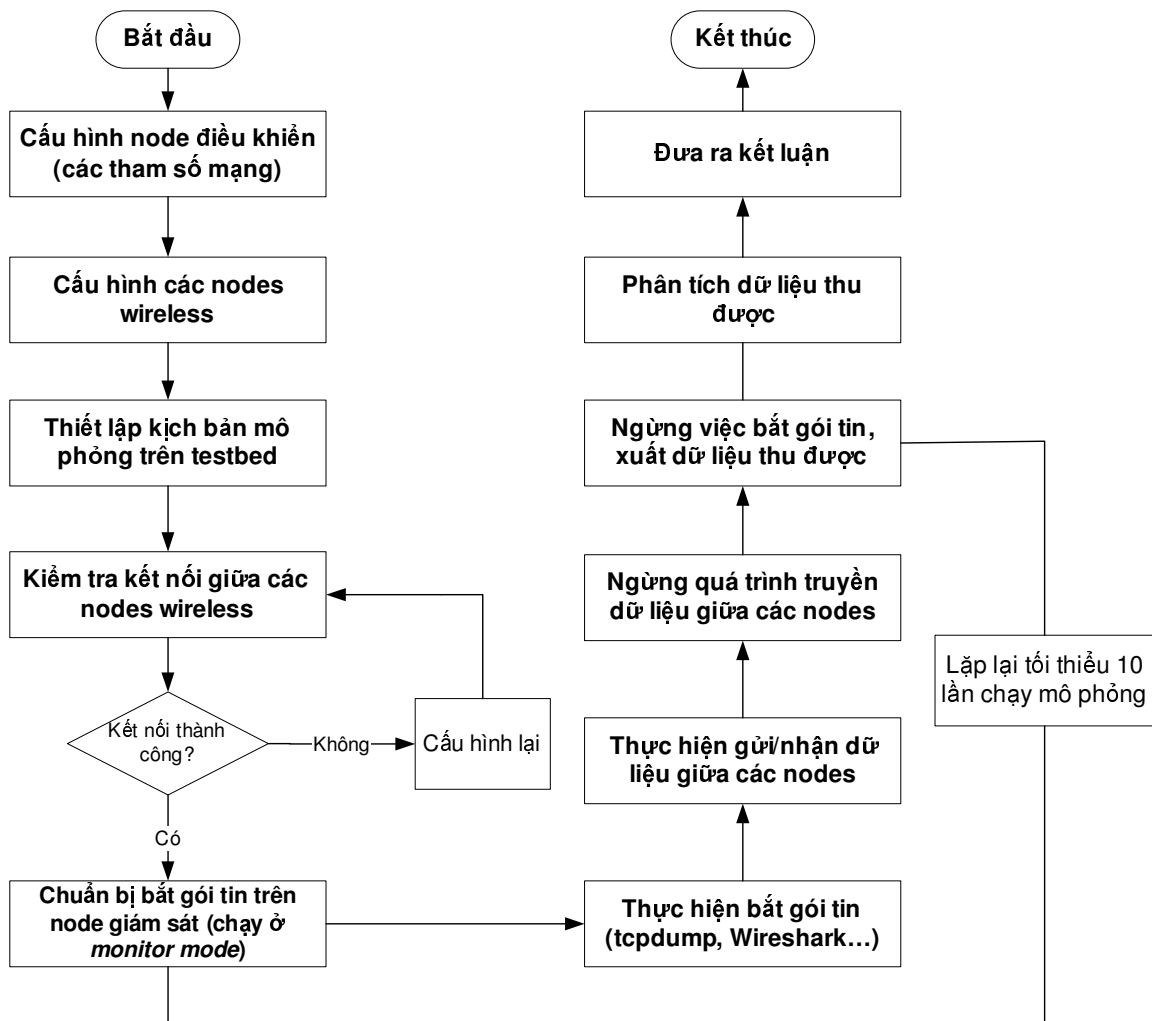 Bắt đầu
Cấu hình node điều khiển
(các tham số mạng)
Cấu hình các nodes
wireless
Thiết lập kịch bản mô
phỏng trên testbed
Kiểm tra kết nối giữa các
nodes wireless
Kết nối thành
công?
Không
Cấu hình lại
Có
Chuẩn bị bắt gói tin trên
node giám sát (chạy ở
monitor mode)
Thực hiện bắt gói tin
(tcpdump, Wireshark…)
Thực hiện gửi/nhận dữ
liệu giữa các nodes
Ngừng quá trình truyền
dữ liệu giữa các nodes
Ngừng việc bắt gói tin,
xuất dữ liệu thu được
Lặp lại tối thiểu 10
lần chạy mô phỏng
Phân tích dữ liệu thu
được
Đưa ra kết luận
Kết thúc